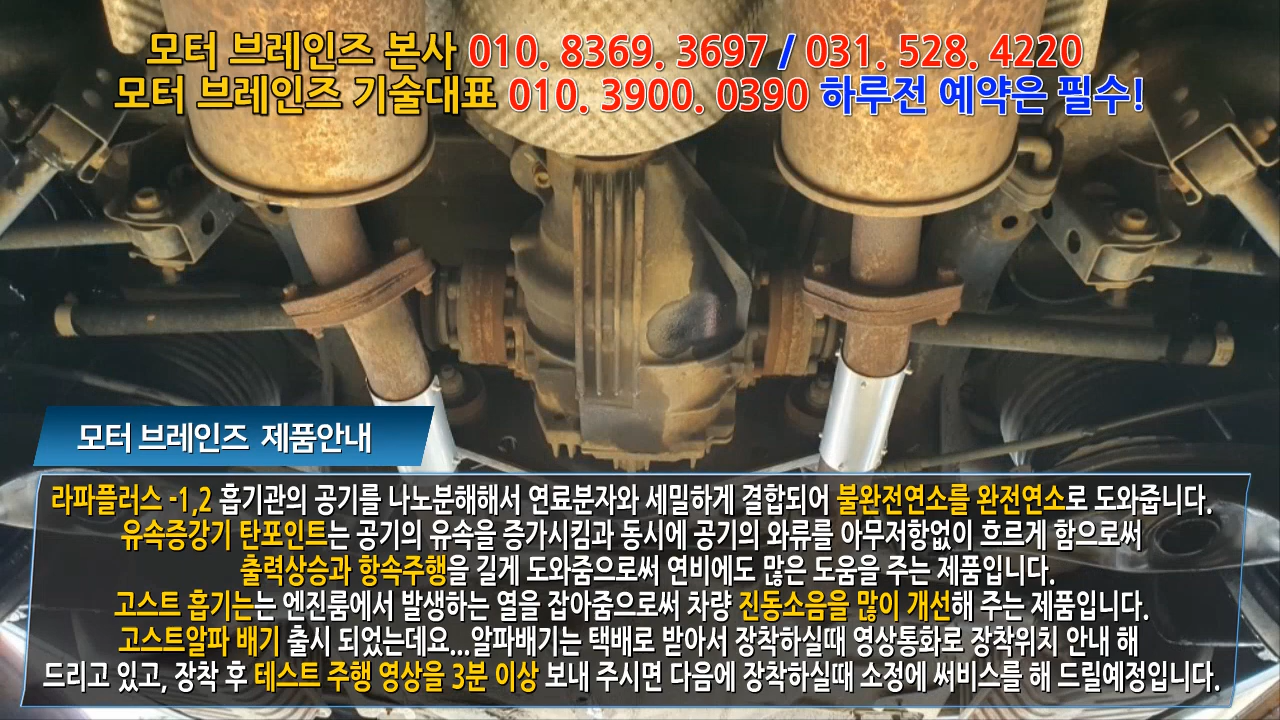 모터 브레인즈 본사 010. 8369. 3697 / 031. 528. 4220
모터 브레인즈 기술대표 010. 3900. 0390 하루전 예약은 필수!
모터 브레인즈 제품안내
라파플러스 -1,2 흡기관의 공기를 나노분해해서 연료분자와 세밀하게 결합되어 불완전연소를 완전연소로 도와줍니다.
유속증강기 탄포인트는 공기의 유속을 증가시킴과 동시에 공기의 와류를 아무저항없이 흐르게 함으로써
출력상승과 항속주행을 길게 도와줌으로써 연비에도 많은 도움을 주는 제품입니다.
고스트 흡기는는 엔진룸에서 발생하는 열을 잡아줌으로써 차량 진동소음을 많이 개선해 주는 제품입니다.
고스트알파 배기 출시 되었는데요...알파배기는 택배로 받아서 장착하실때 영상통화로 장착위치 안내 해
드리고 있고, 장착 후 테스트 주행 영상을 3분 이상 보내 주시면 다음에 장착하실때 소정에 써비스를 해 드릴예정입니다.